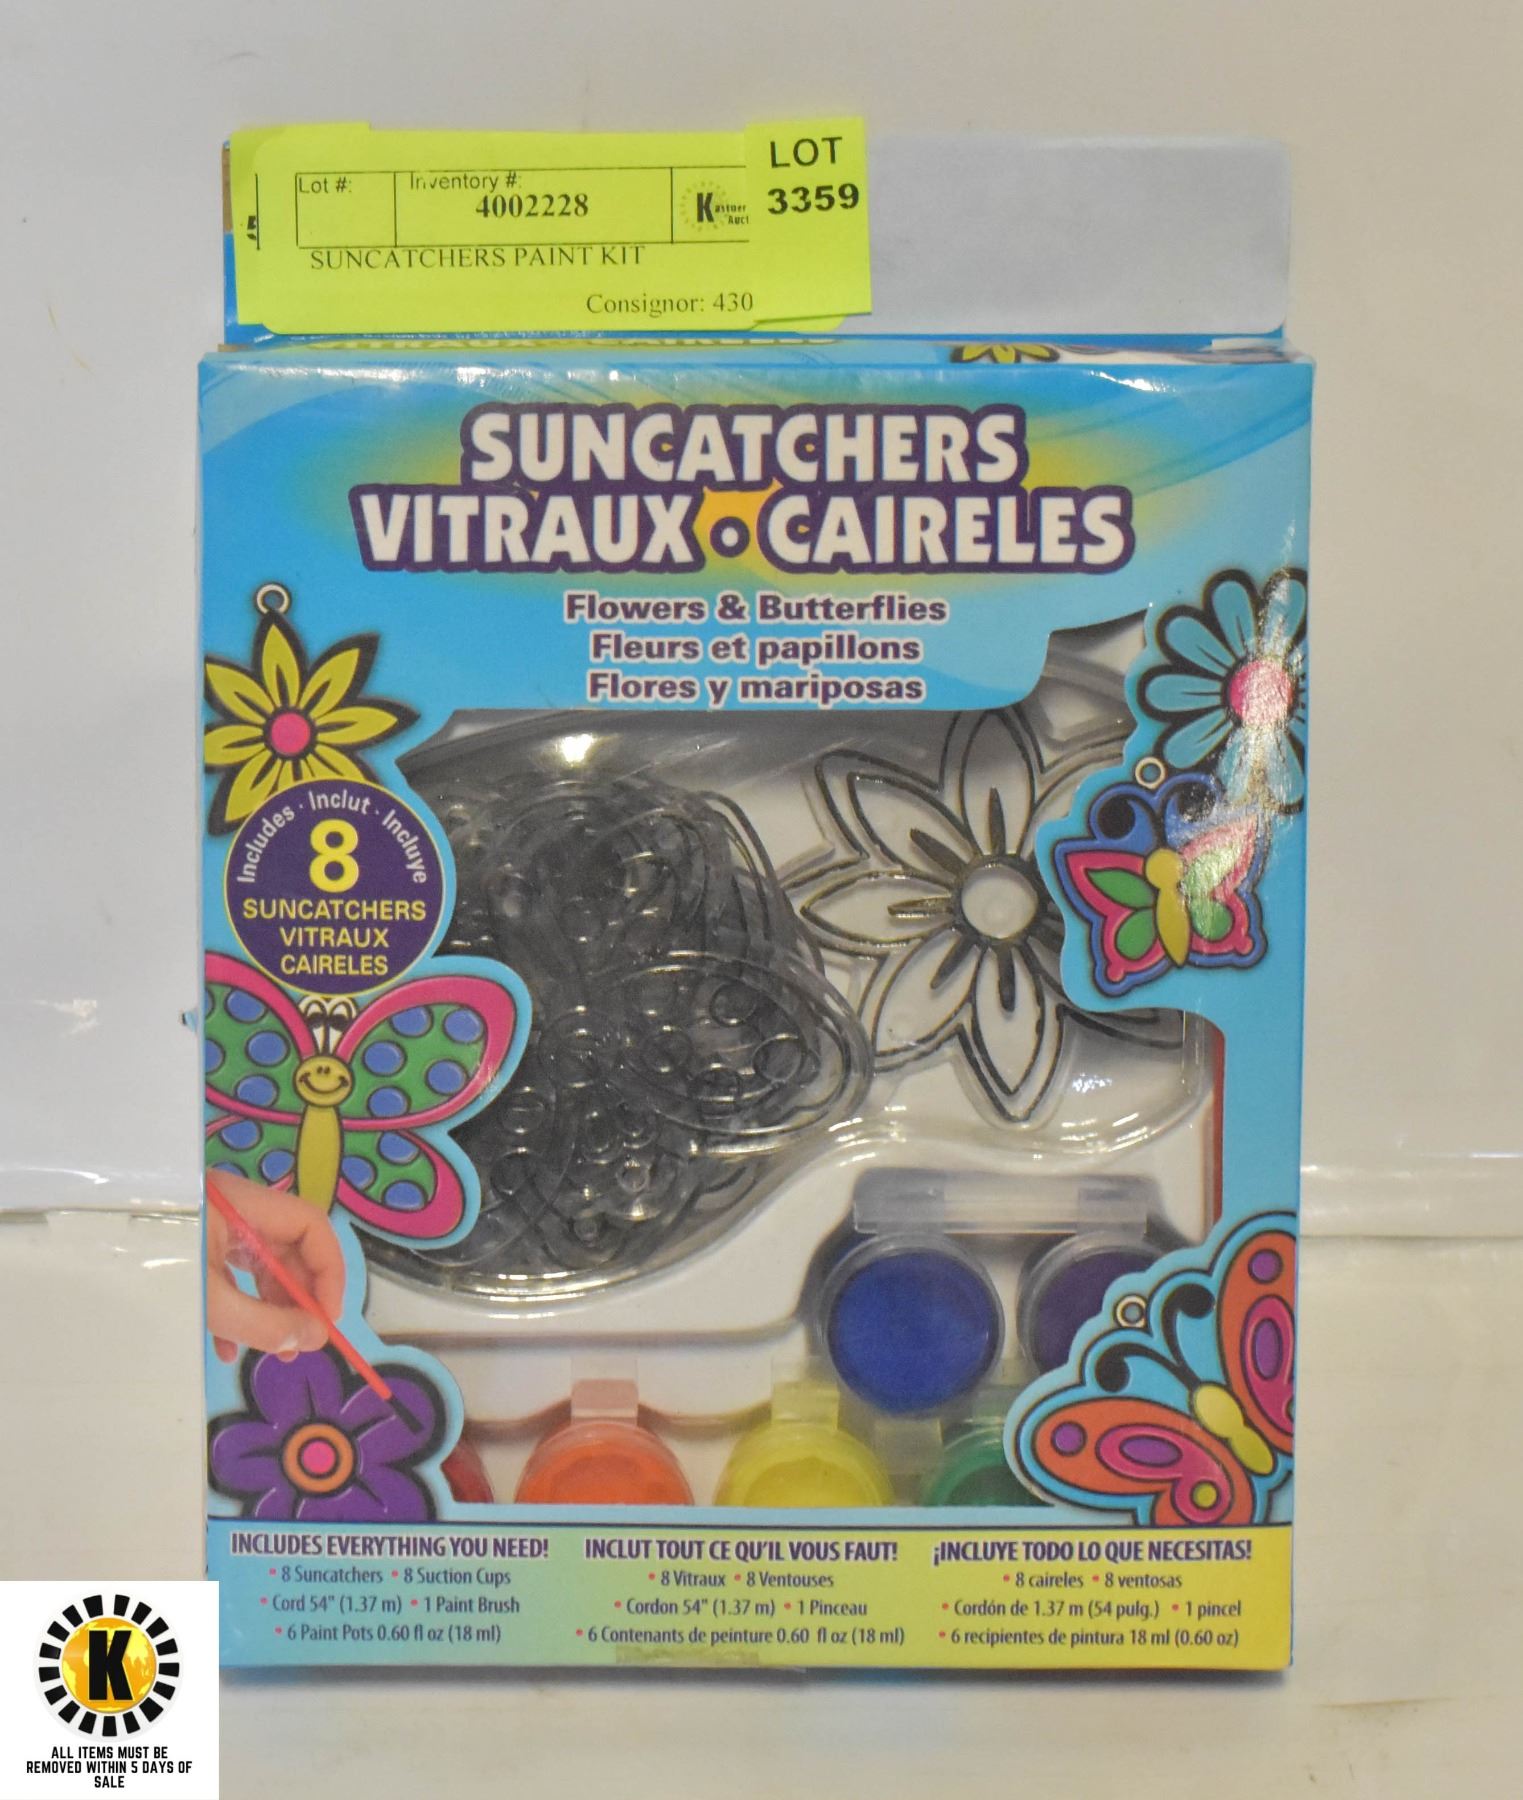 LOT
3359
Lot #:
Inventory #:
4002228
Kastner
Auct
SUNCATCHERS PAINT KIT
Consignor: 430
SUNCATCHERS
VITRAUX • CAIRELES
Flowers & Butterflies
Fleurs et papillons
Flores y mariposas
Includes · Inclut · Incluye
8
SUNCATCHERS
VITRAUX
CAIRELES
INCLUDES EVERYTHING YOU NEED!
• 8 Suncatchers • 8 Suction Cups
• Cord 54" (1.37 m) • 1 Paint Brush
• 6 Paint Pots 0.60 fl oz (18 ml)
INCLUT TOUT CE QU'IL VOUS FAUT!
• 8 Vitraux • 8 Ventouses
• Cordon 54" (1.37 m) • 1 Pinceau
• 6 Contenants de peinture 0.60 fl oz (18 ml)
¡INCLUYE TODO LO QUE NECESITAS!
• 8 caireles • 8 ventosas
• Cordón de 1.37 m (54 pulg.) • 1 pincel
• 6 recipientes de pintura 18 ml (0.60 oz)
K
ALL ITEMS MUST BE
REMOVED WITHIN 5 DAYS OF
SALE